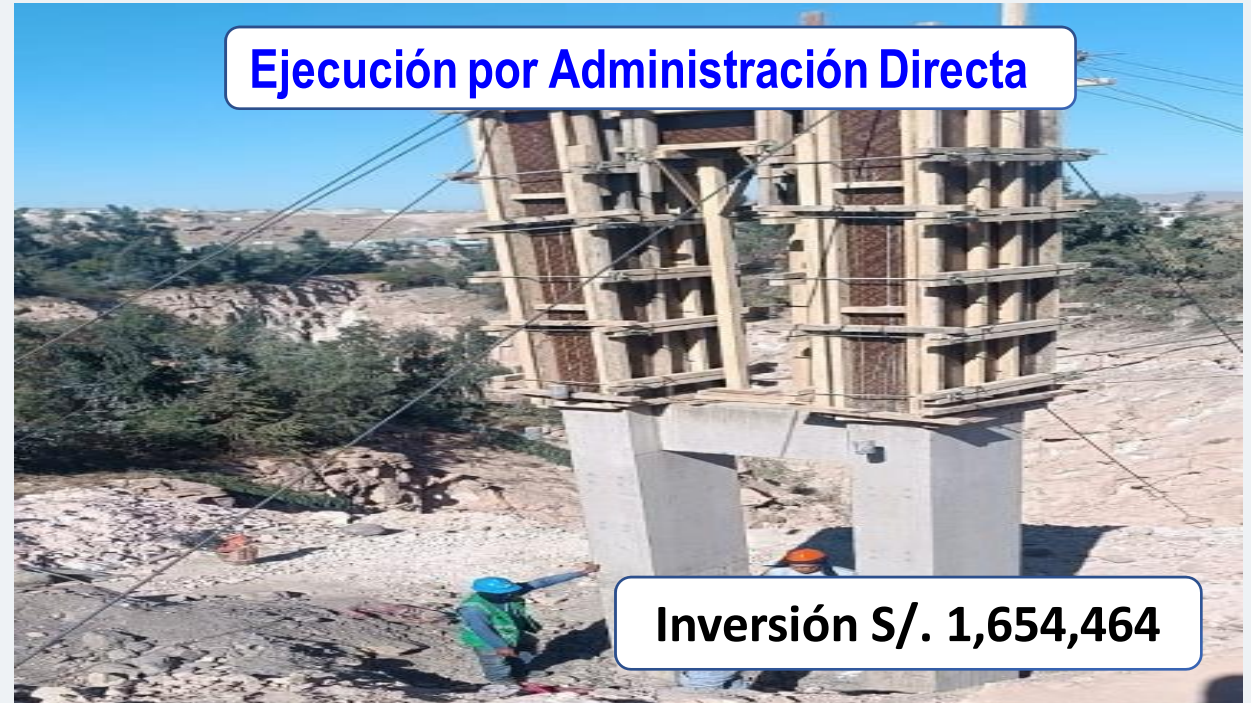 Ejecución por Administración Directa
Inversión S/. 1,654,464